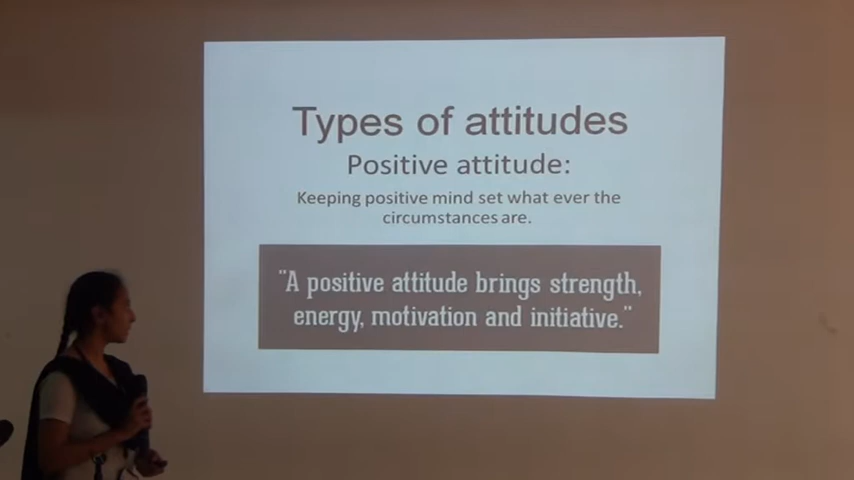 Types of attitudes
Positive attitude:
Keeping positive mind set what ever the
circumstances are.
"A positive attitude brings strength,
energy, motivation and initiative."